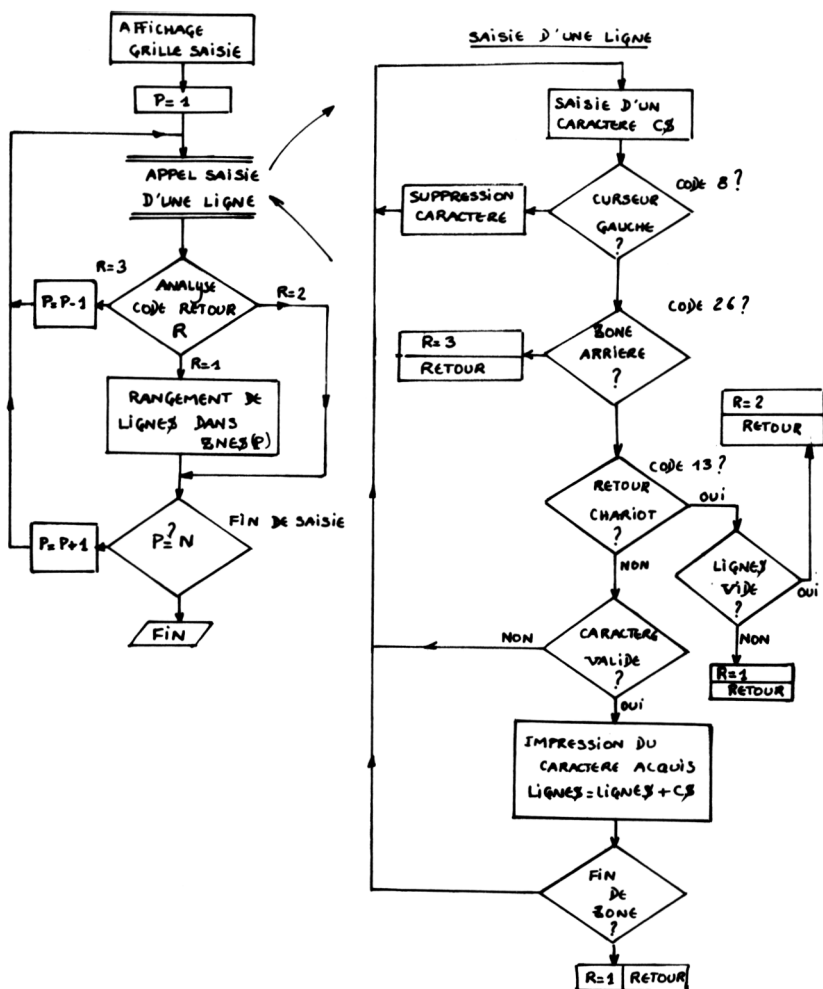 AFFICHAGE
GRILLE SAISIE
P=1
APPEL SAISIE
D'UNE LIGNE
R=3
ANALYSE
CODE RETOUR
R
R=2
P=P-1
R=1
RANGEMENT DE
LIGNE$ DANS
ZNE$(P)
P=?N
FIN DE SAISIE
P=P+1
FIN
SAISIE D'UNE LIGNE
SAISIE D'UN
CARACTERE C$
CODE 8?
CURSEUR
GAUCHE
?
SUPPRESSION
CARACTERE
CODE 26?
ZONE
ARRIERE
?
R=3
RETOUR
CODE 13?
RETOUR
CHARIOT
?
OUI
NON
R=2
RETOUR
LIGNE$
VIDE
?
OUI
NON
R=1
RETOUR
CARACTERE
VALIDE
?
NON
OUI
IMPRESSION DU
CARACTERE ACQUIS
LIGNE$=LIGNE$+C$
FIN
DE
ZONE
?
R=1 RETOUR